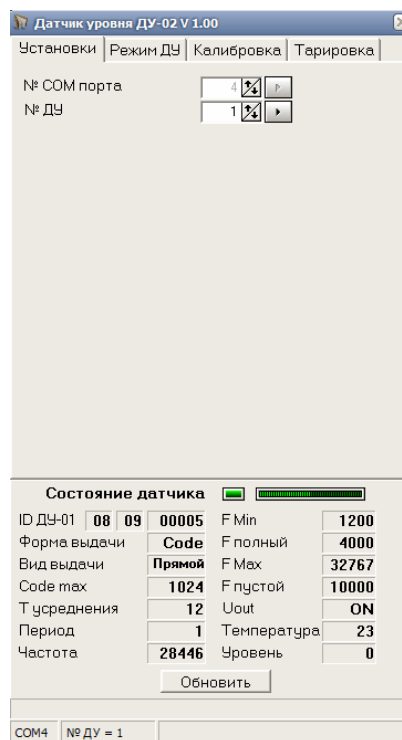 Датчик уровня ДУ-02 V 1.00
Установки Режим ДУ Калибровка Тарировка
№ COM порта 4
№ ДУ 1
Состояние датчика
ID ДУ-01 08 09 00005 F Min 1200
Форма выдачи Code F полный 4000
Вид выдачи Прямой F Max 32767
Code max 1024 F пустой 10000
Т усреднения 12 Uout ON
Период 1 Температура 23
Частота 28446 Уровень 0
Обновить
COM4 № ДУ = 1